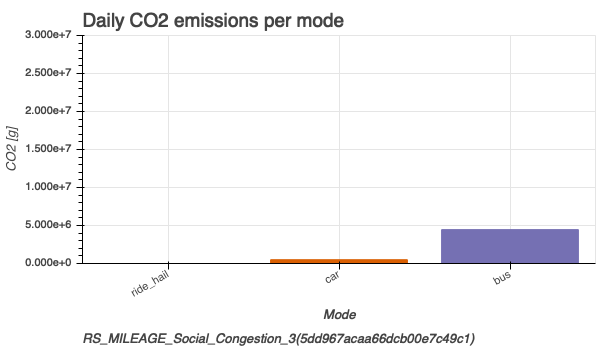 Daily CO2 emissions per mode
3.000e+7
2.500e+7
2.000e+7
1.500e+7
1.000e+7
5.000e+6
0.000e+0
CO2 [g]
ride_hail
car
bus
Mode
RS_MILEAGE_Social_Congestion_3(5dd967acaa66dcb00e7c49c1)